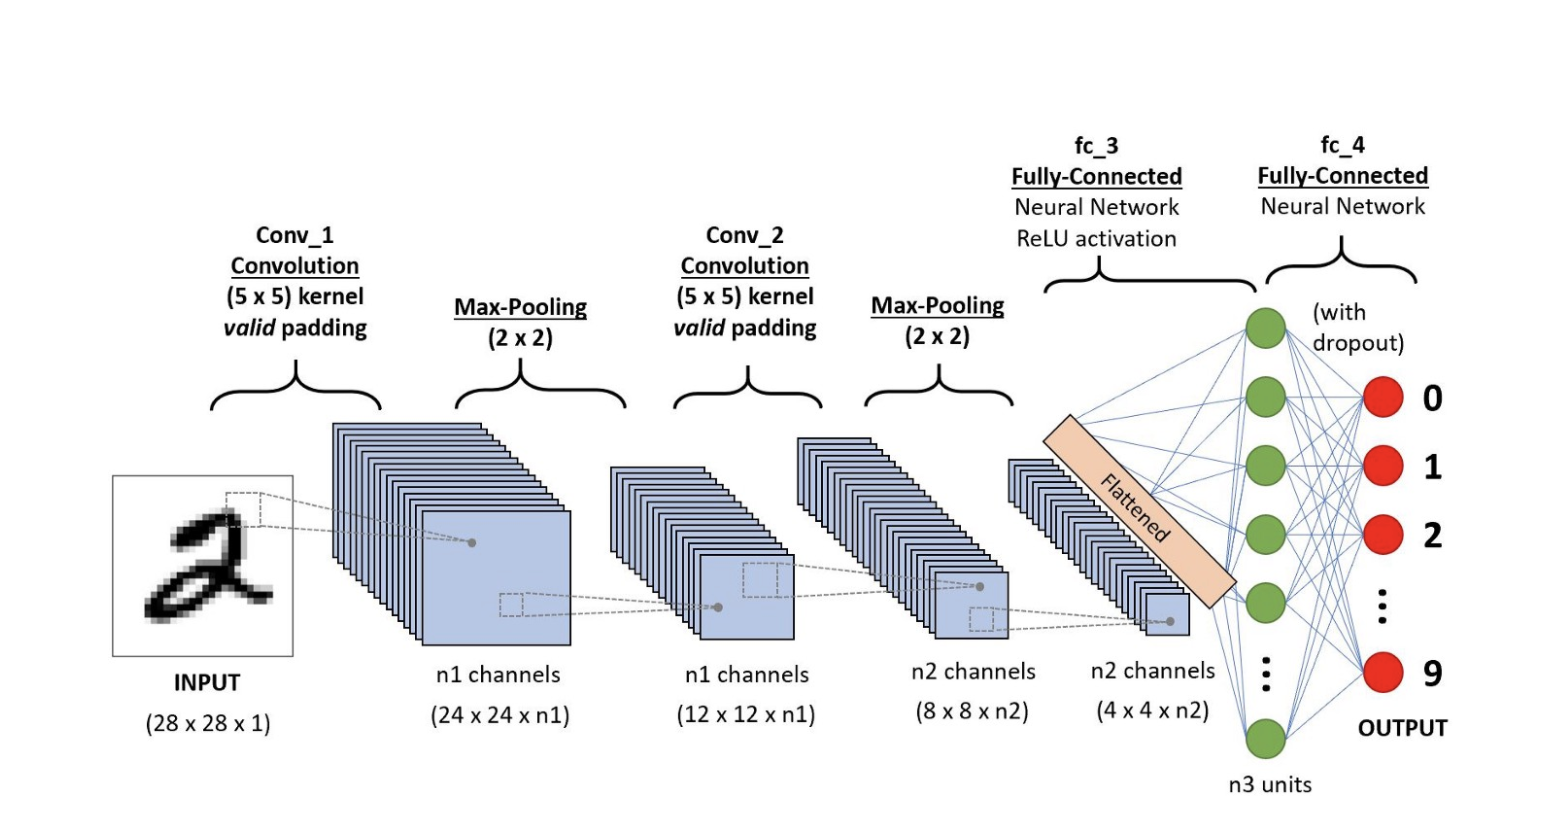 Conv_1
Convolution
(5 x 5) kernel
valid padding
Max-Pooling
(2 x 2)
Conv_2
Convolution
(5 x 5) kernel
valid padding
Max-Pooling
(2 x 2)
fc_3
Fully-Connected
Neural Network
ReLU activation
fc_4
Fully-Connected
Neural Network
(with
dropout)
Flattened
0
1
2
9
OUTPUT
INPUT
(28 x 28 x 1)
n1 channels
(24 x 24 x n1)
n1 channels
(12 x 12 x n1)
n2 channels
(8 x 8 x n2)
n2 channels
(4 x 4 x n2)
n3 units
2